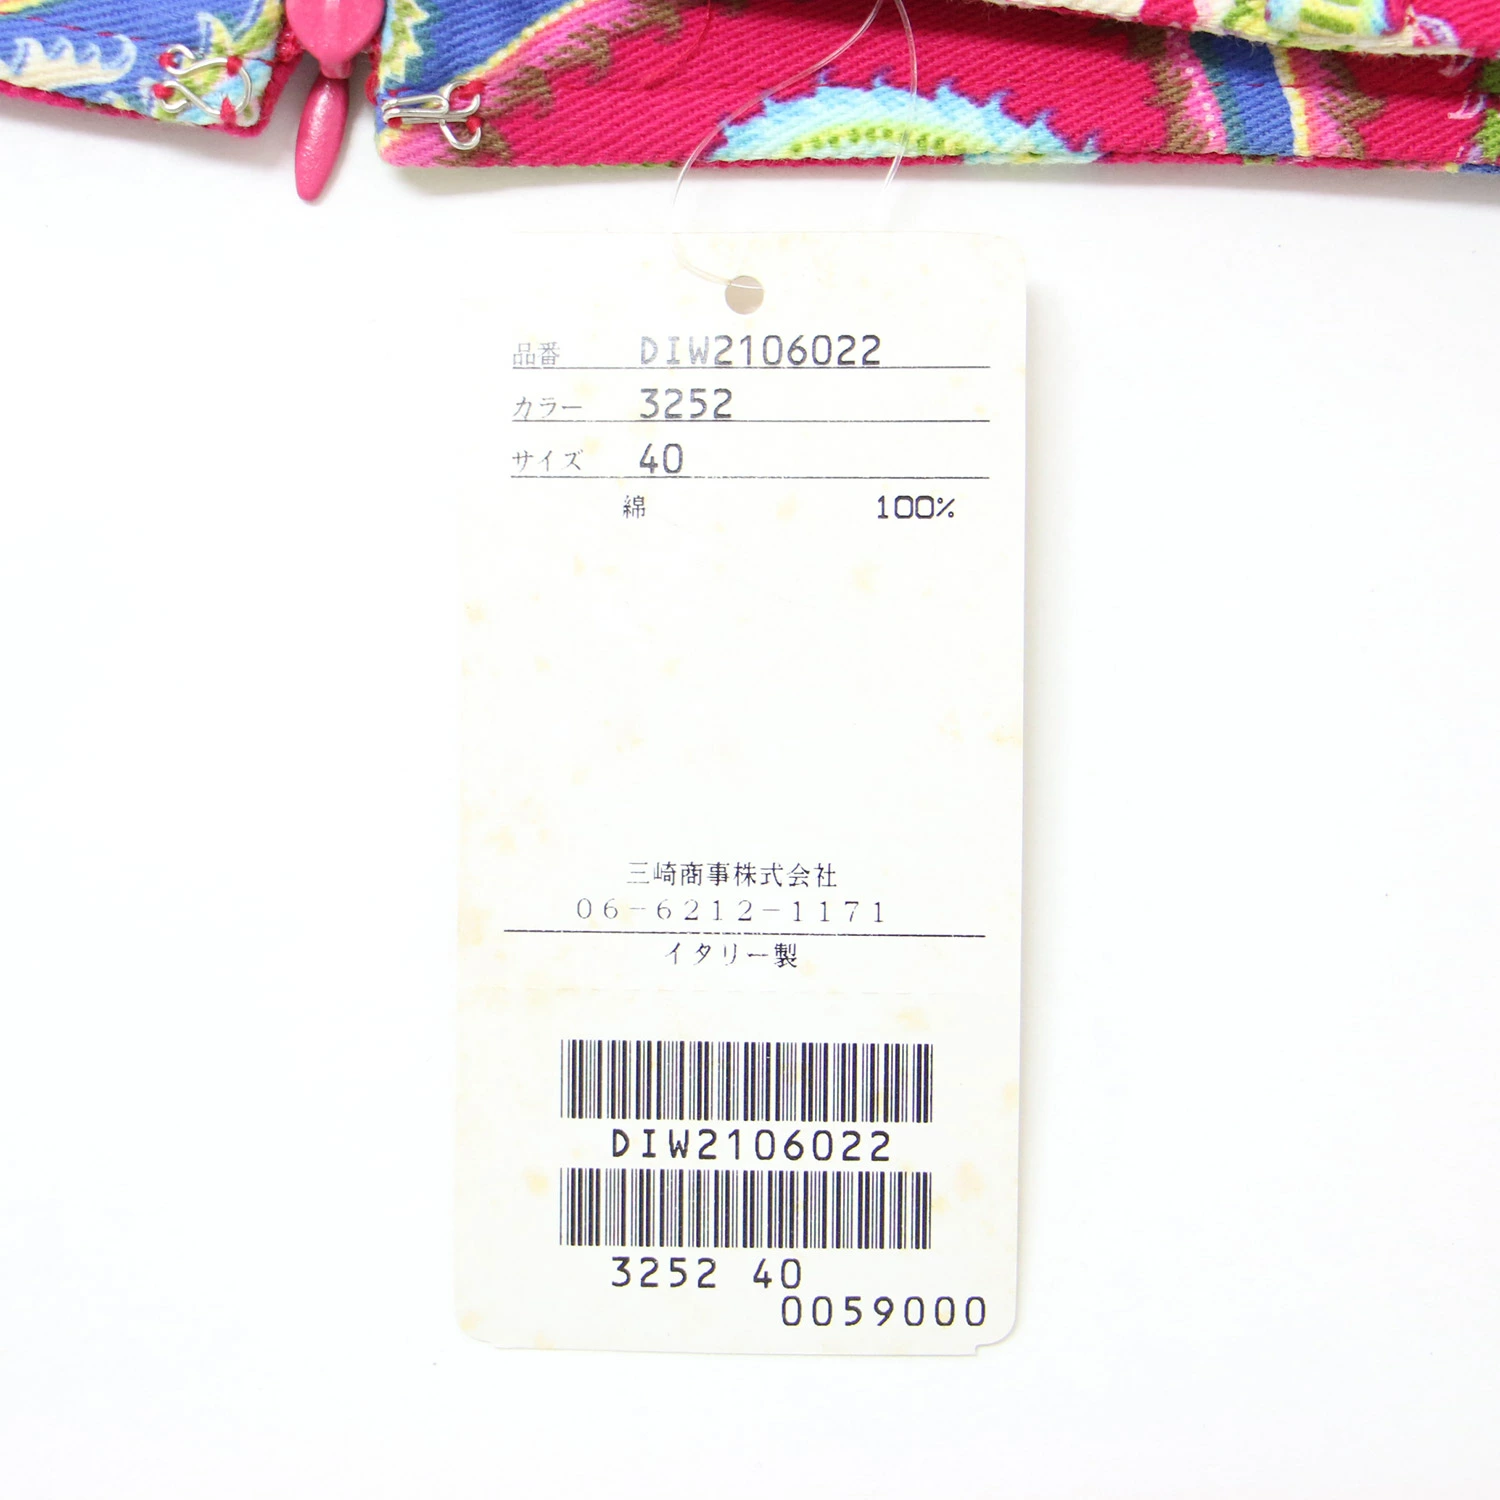 品番 DIW2106022
カラー 3252
サイズ 40
綿 100%
三崎商事株式会社
06-6212-1171
イタリー製
DIW2106022
3252 40
0059000